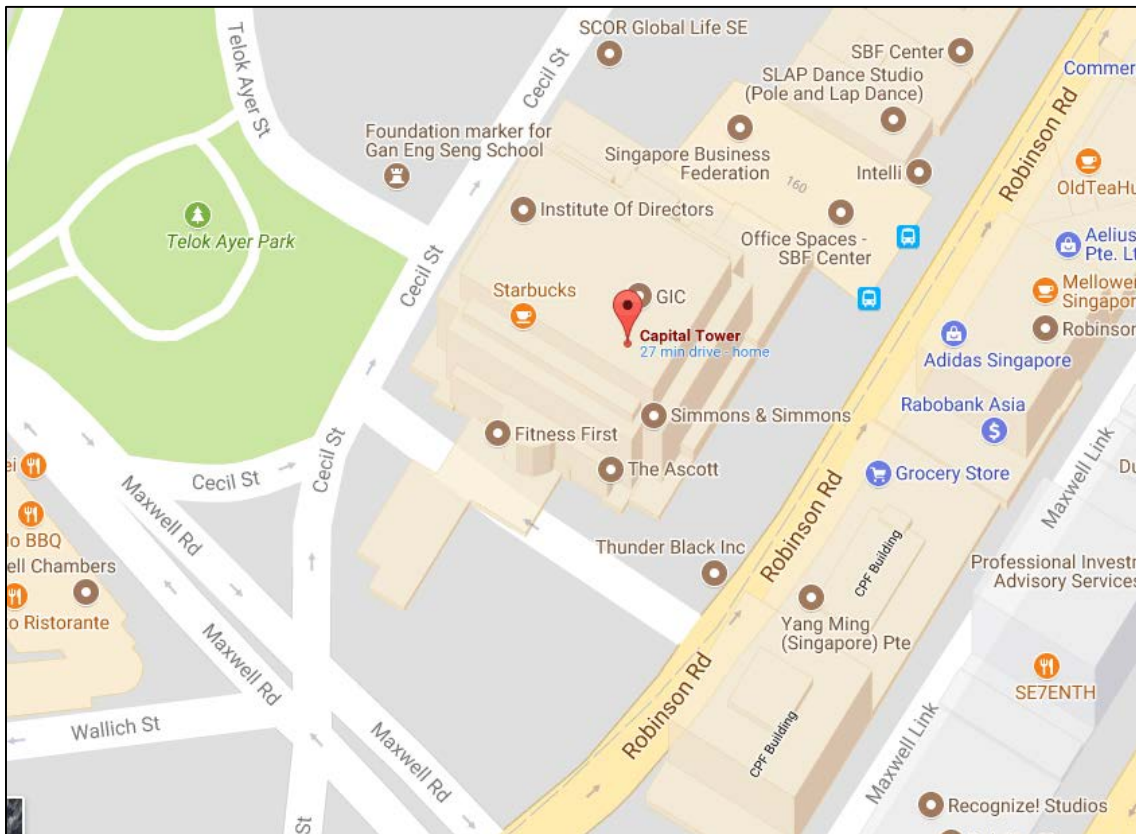 SCOR Global Life SE
SBF Center
SLAP Dance Studio
(Pole and Lap Dance)
Commer
Telok Ayer St
Cecil St
Robinson Rd
Foundation marker for
Gan Eng Seng School
Singapore Business
Federation
160
Intelli
OldTeaHu
Institute Of Directors
Telok Ayer Park
Office Spaces -
SBF Center
Aelius
Pte. Lt
Cecil St
Starbucks
GIC
Mellower
Singapor
Capital Tower
27 min drive - home
Robinson
Adidas Singapore
Simmons & Simmons
Rabobank Asia
Fitness First
The Ascott
Cecil St
Cecil St
Grocery Store
Maxwell Link
Du
ei
Maxwell Rd
Robinson Rd
lo BBQ
Thunder Black Inc
CPF Building
ell Chambers
Professional Investm
Advisory Services
o Ristorante
Yang Ming
(Singapore) Pte
Maxwell Rd
Robinson Rd
SE7ENTH
Wallich St
CPF Building
Maxwell Rd
Maxwell Link
Recognize! Studios
St